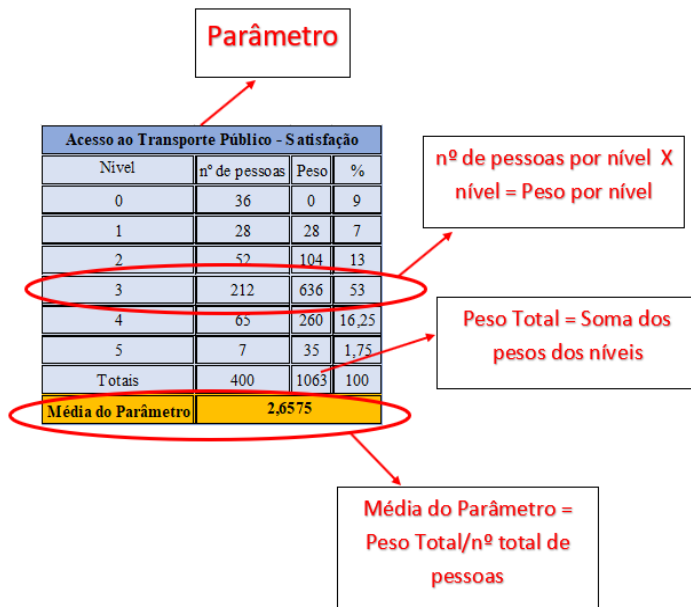 Parâmetro
Acesso ao Transporte Público - Satisfação
Nível nº de pessoas Peso %
0 36 0 9
1 28 28 7
2 52 104 13
3 212 636 53
4 65 260 16,25
5 7 35 1,75
Totais 400 1063 100
Média do Parâmetro 2,6575
nº de pessoas por nível X
nível = Peso por nível
Peso Total = Soma dos
pesos dos níveis
Média do Parâmetro =
Peso Total/nº total de
pessoas